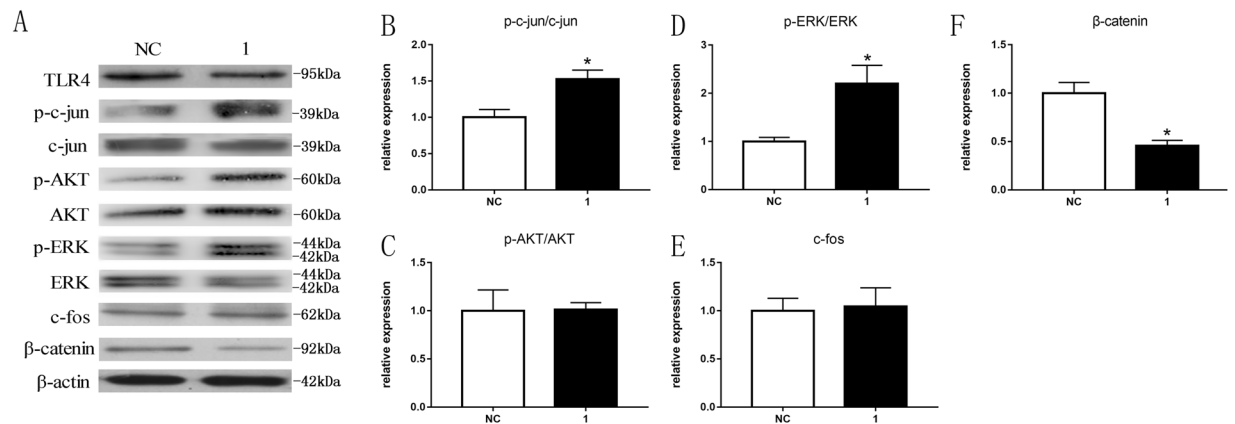 A
NC 1
TLR4 -95kDa
p-c-jun -39kDa
c-jun -39kDa
p-AKT -60kDa
AKT -60kDa
p-ERK -44kDa
-42kDa
ERK -44kDa
-42kDa
c-fos -62kDa
β-catenin -92kDa
β-actin -42kDa
B
p-c-jun/c-jun
relative expression
2.0
1.5
1.0
1.5
0.0
*
NC 1
C
p-AKT/AKT
relative expression
1.5
1.0
0.5
0.0
NC 1
D
p-ERK/ERK
relative expression
3
2
1
0
*
NC 1
E
c-fos
relative expression
1.5
1.0
0.5
0.0
NC 1
F
β-catenin
relative expression
1.5
1.0
0.5
0.0
*
NC 1